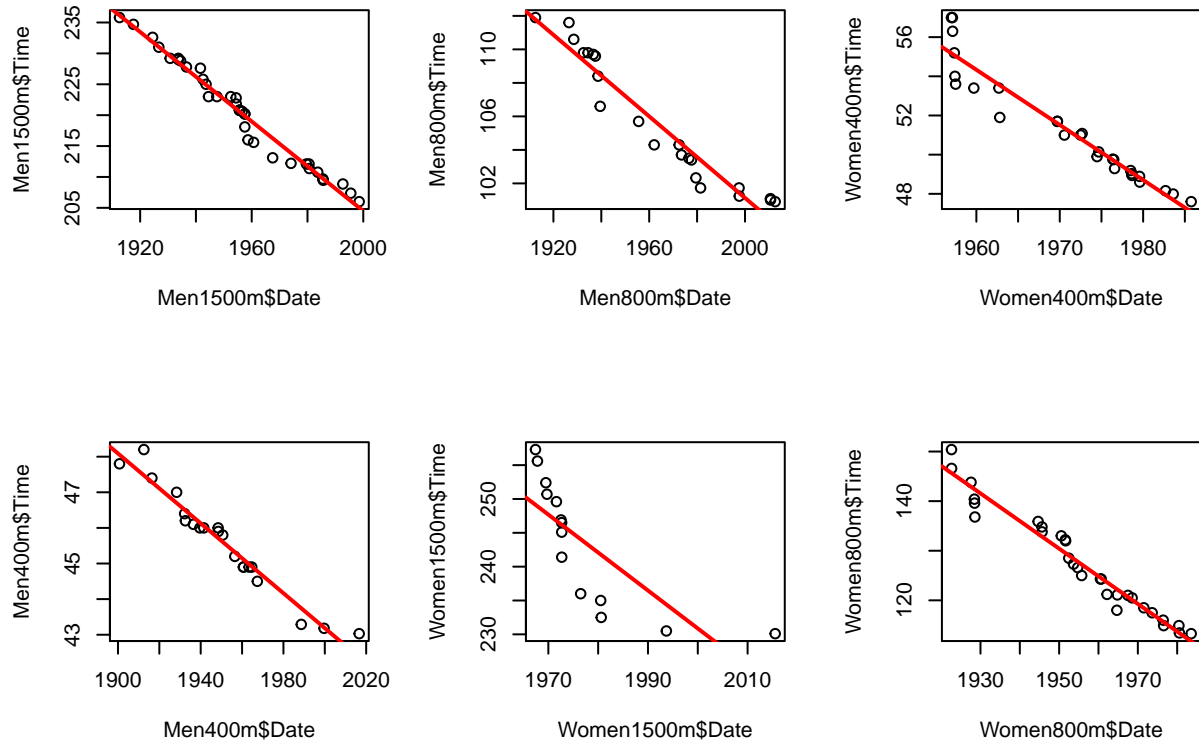 Men1500m$Time
205 215 225 235
1920 1960 2000
Men1500m$Date
Men800m$Time
102 106 110
1920 1960 2000
Men800m$Date
Women400m$Time
48 52 56
1960 1970 1980
Women400m$Date
Men400m$Time
43 45 47
1900 1940 1980 2020
Men400m$Date
Women1500m$Time
230 240 250
1970 1990 2010
Women1500m$Date
Women800m$Time
120 140
1930 1950 1970
Women800m$Date